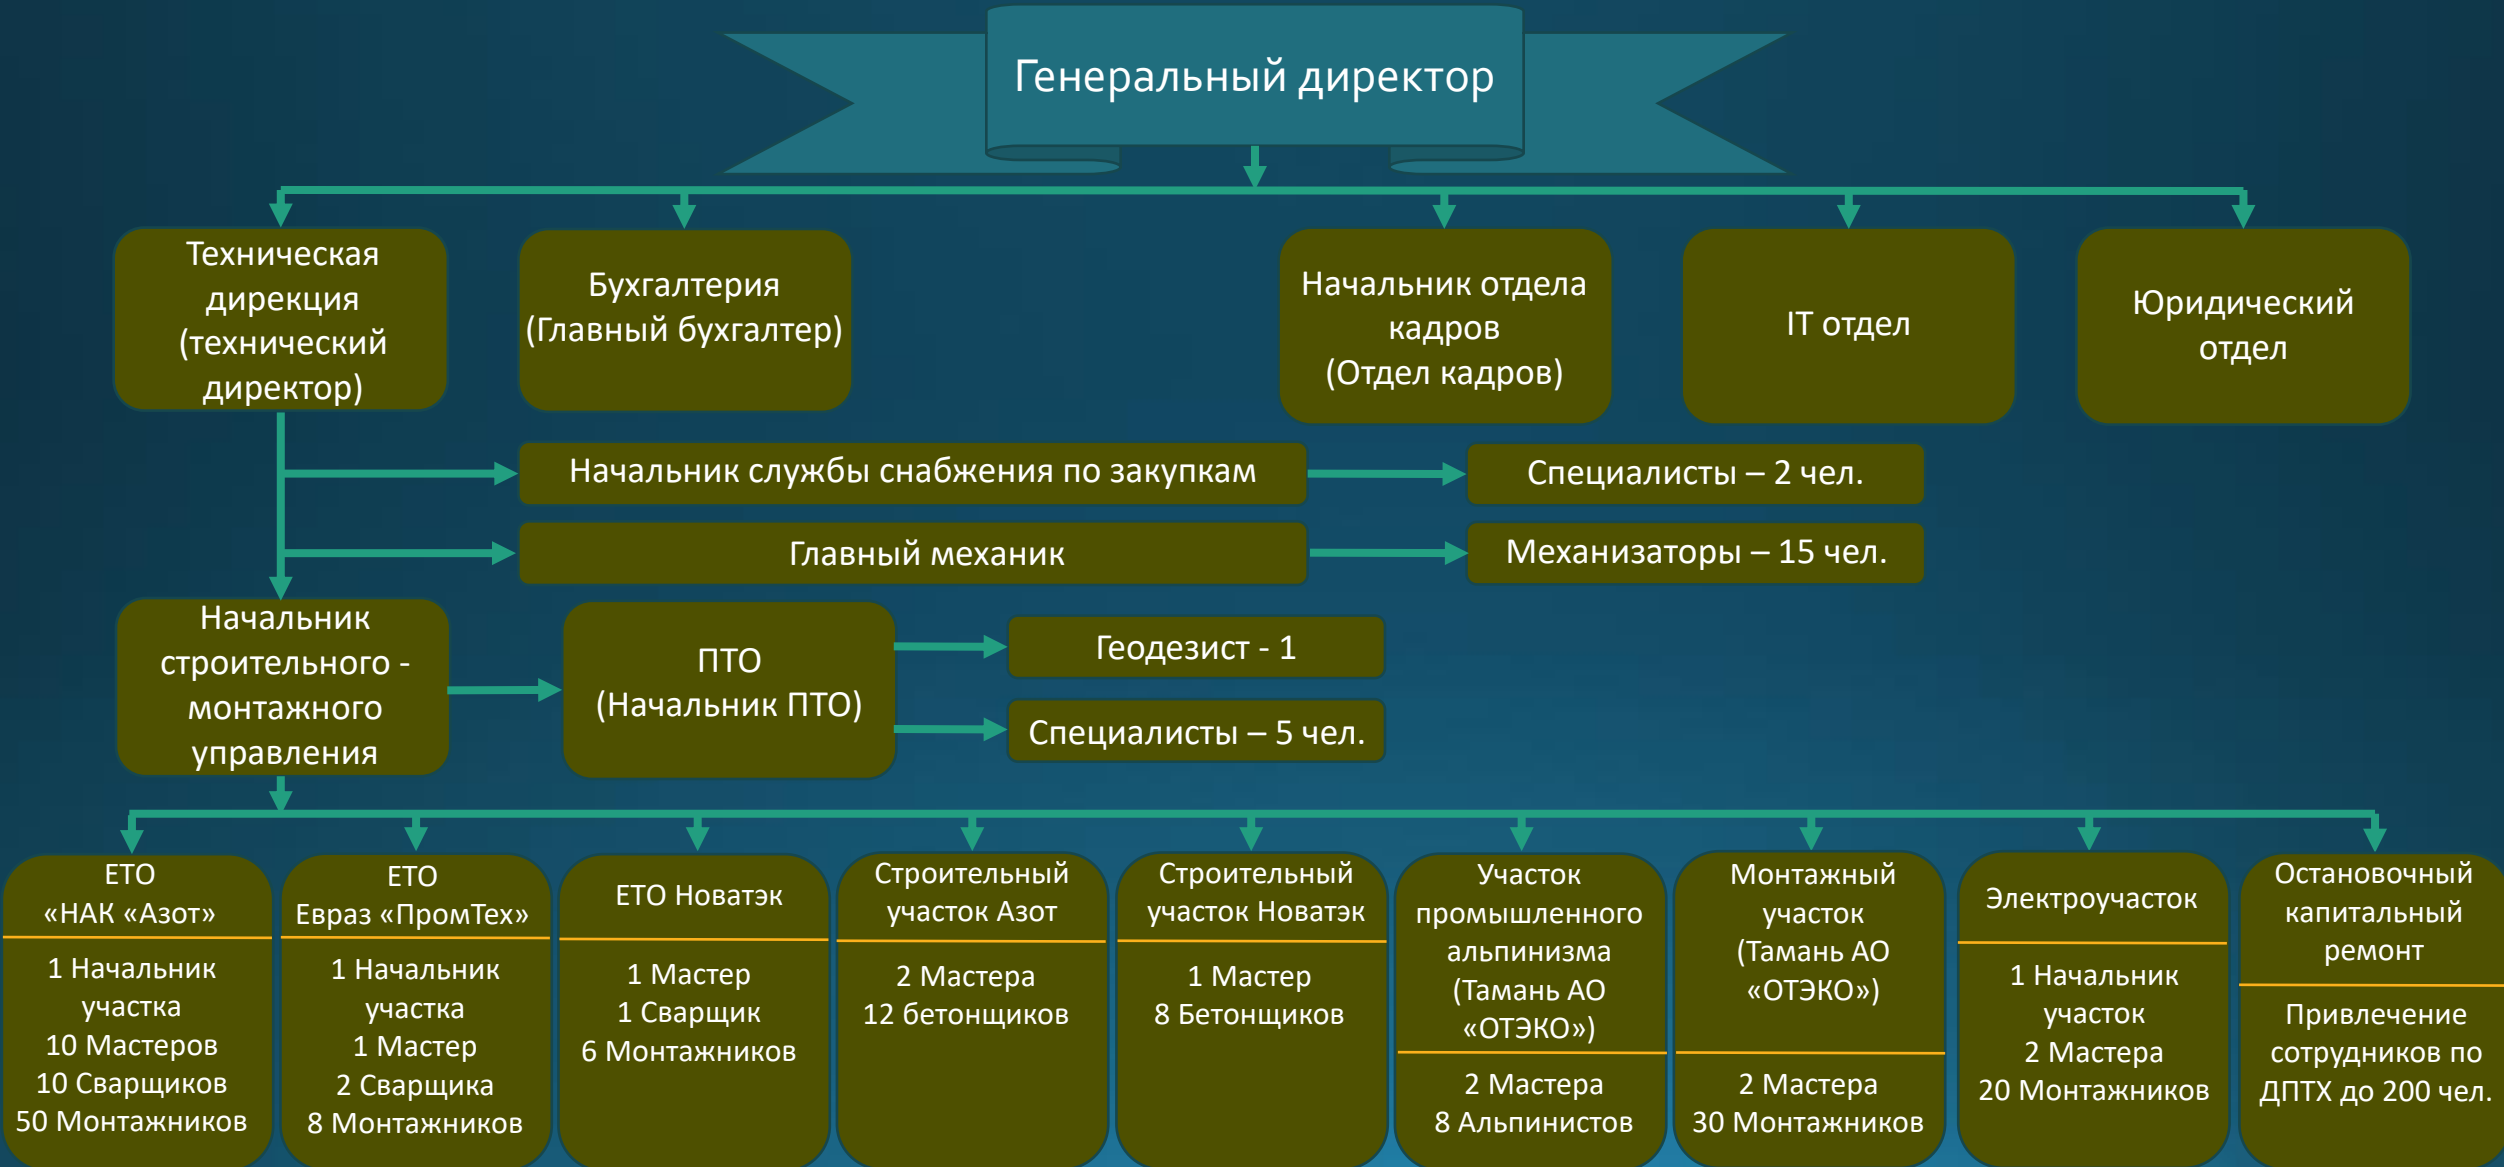 Генеральный директор
Техническая
дирекция
(технический
директор)
Бухгалтерия
(Главный бухгалтер)
Начальник отдела
кадров
(Отдел кадров)
IT отдел
Юридический
отдел
Начальник службы снабжения по закупкам
Специалисты – 2 чел.
Главный механик
Механизаторы – 15 чел.
Начальник
строительного -
монтажного
управления
ПТО
(Начальник ПТО)
Геодезист - 1
Специалисты – 5 чел.
ЕТО
«НАК «Азот»
1 Начальник
участка
10 Мастеров
10 Сварщиков
50 Монтажников
ЕТО
Евраз «ПромТех»
1 Начальник
участка
1 Мастер
2 Сварщика
8 Монтажников
ЕТО Новатэк
1 Мастер
1 Сварщик
6 Монтажников
Строительный
участок Азот
2 Мастера
12 бетонщиков
Строительный
участок Новатэк
1 Мастер
8 Бетонщиков
Участок
промышленного
альпинизма
(Тамань АО
«ОТЭКО»)
2 Мастера
8 Альпинистов
Монтажный
участок
(Тамань АО
«ОТЭКО»)
2 Мастера
30 Монтажников
Электроучасток
1 Начальник
участок
2 Мастера
20 Монтажников
Остановочный
капитальный
ремонт
Привлечение
сотрудников по
ДПТХ до 200 чел.